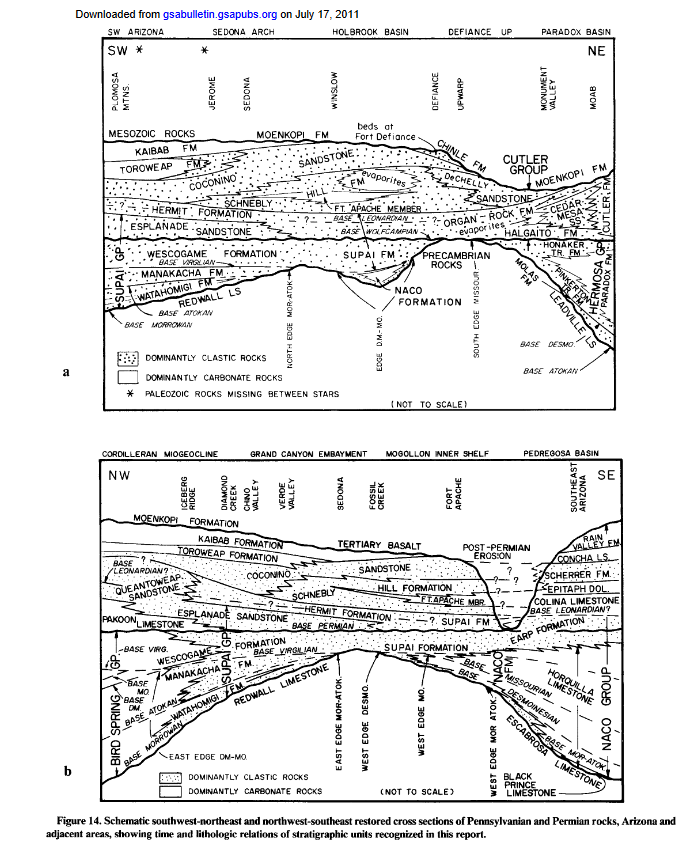 Downloaded from gsabulletin.gsapubs.org on July 17, 2011
SW ARIZONA SEDONA ARCH HOLBROOK BASIN DEFIANCE UP PARADOX BASIN
SW * * NE
PLOMOSA MTNS.
JEROME
SEDONA
WINSLOW
DEFIANCE UPWARP
MONUMENT VALLEY
MOAB
MESOZOIC ROCKS
MOENKOPI FM
beds at
Fort Defiance
CHINLE FM
CUTLER
GROUP
MOENKOPI FM
KAIBAB FM
TOROWEAP FM
COCONINO
SANDSTONE
evaporites
DeCHELLY
SANDSTONE
SCHNEBLY
HILL
FM
FT. APACHE MEMBER
BASE LEONARDIAN
BASE WOLFCAMPIAN
ORGAN ROCK FM
evaporites
CEDAR
MESA
SS
CUTLER FM
? HERMIT FORMATION
ESPLANADE
SANDSTONE
HALGAITO FM
HONAKER
TR. FM
WESCOGAME FORMATION
BASE VIRGILIAN
MANAKACHA FM
WATAHOMIGI FM
REDWALL LS
SUPAI GP
SUPAI FM
PRECAMBRIAN
ROCKS
NACO
FORMATION
MOLAS
FM
PINKERTON
TR. FM
LEADVILLE LS
HERMOSA GP
PARADOX FM
BASE ATOKAN
BASE MORROWAN
NORTH EDGE MOR-ATOK.
EDGE D.M.-MO.
SOUTH EDGE MISSOUR.
BASE DESMO.
BASE ATOKAN
DOMINANTLY CLASTIC ROCKS
DOMINANTLY CARBONATE ROCKS
* PALEOZOIC ROCKS MISSING BETWEEN STARS
(NOT TO SCALE)
a
CORDILLERAN MIOGEOCLINE GRAND CANYON EMBAYMENT MOGOLLON INNER SHELF PEDREGOSA BASIN
NW SE
ICEBERG RIDGE
DIAMOND CREEK
CHINO VALLEY
VERDE VALLEY
SEDONA
FOSSIL CREEK
FORT APACHE
SOUTHEAST ARIZONA
MOENKOPI FORMATION
KAIBAB FORMATION
TOROWEAP FORMATION
TERTIARY BASALT
POST-PERMIAN
EROSION
RAIN
VALLEY FM.
CONCHA LS.
SCHERRER FM.
EPITAPH DOL.
COLINA LIMESTONE
BASE LEONARDIAN?
BASE ?
LEONARDIAN?
QUEANTOWEAP
SANDSTONE
COCONINO
SANDSTONE
SCHNEBLY
HILL FORMATION
FT. APACHE MBR.
? HERMIT FORMATION
PAKOON
LIMESTONE
ESPLANADE SANDSTONE
BASE PERMIAN
? SUPAI FM
EARP FORMATION
BASE VIRG.
WESCOGAME
FORMATION
BASE VIRGILIAN
SUPAI FORMATION
SUPAI GP
MANAKACHA FM
WATAHOMIGI FM
REDWALL LIMESTONE
BASE MO.
BASE DM.
BASE ATOKAN
BASE MORROWAN
BIRD SPRING GP
EAST EDGE DM-MO.
EAST EDGE MOR-ATOK.
WEST EDGE DESMO.
WEST EDGE MO.
WEST EDGE MOR ATOK.
NACO FM
BASE MISSOURIAN
BASE DESMOINESIAN
BASE MOR-ATOK
HORQUILLA
LIMESTONE
NACO GROUP
ESCABROSA
LIMESTONE
BLACK
PRINCE
LIMESTONE
DOMINANTLY CLASTIC ROCKS
DOMINANTLY CARBONATE ROCKS
(NOT TO SCALE)
b
Figure 14. Schematic southwest-northeast and northwest-southeast restored cross sections of Pennsylvanian and Permian rocks, Arizona and
adjacent areas, showing time and lithologic relations of stratigraphic units recognized in this report.